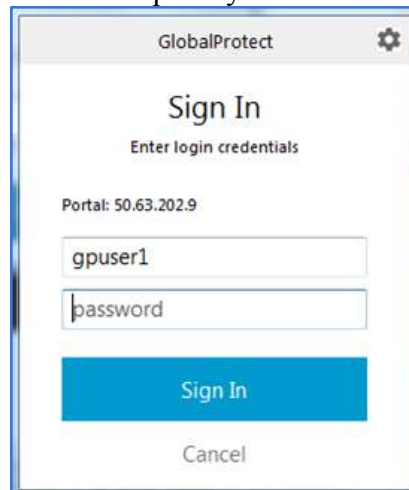 GlobalProtect
Sign In
Enter login credentials
Portal: 50.63.202.9
gpuser1
password
Sign In
Cancel